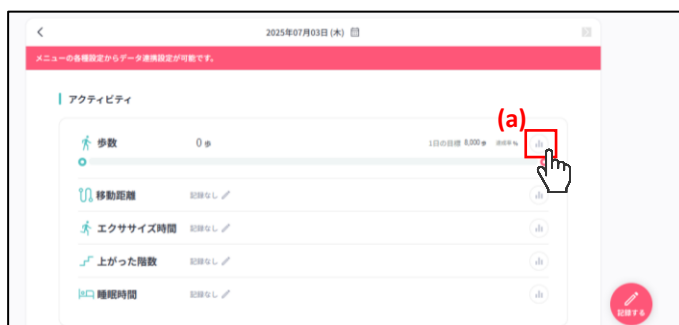 2025年07月03日 (木)
メニューの各種設定からデータ連携設定が可能です。
アクティビティ
(a)
歩数 0 歩 1日の目標 8,000 歩
移動距離 記録なし
エクササイズ時間 記録なし
上がった階数 記録なし
睡眠時間 記録なし
記録する